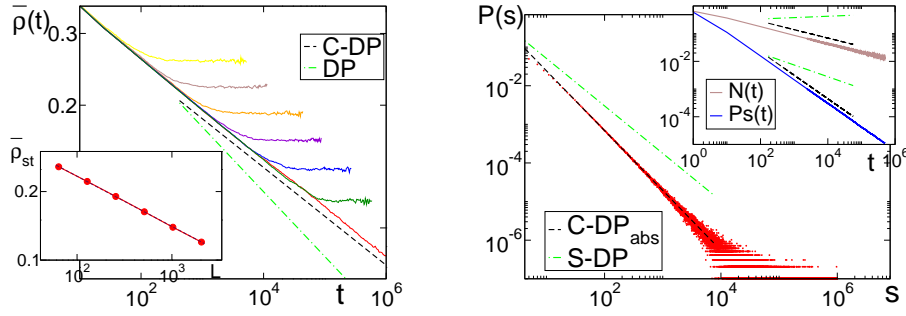 ρ̄(t)
0.3
0.2
0.1
C-DP
DP
ρ̄st
0.2
10²
10³
L
10²
10⁴
t
10⁶
P(s)
10⁻²
10⁻⁴
10⁻⁶
C-DPabs
S-DP
10²
10⁴
10⁶
s
N(t)
Ps(t)
10⁻²
10⁻⁴
10⁰
10²
10⁴
t
10⁶